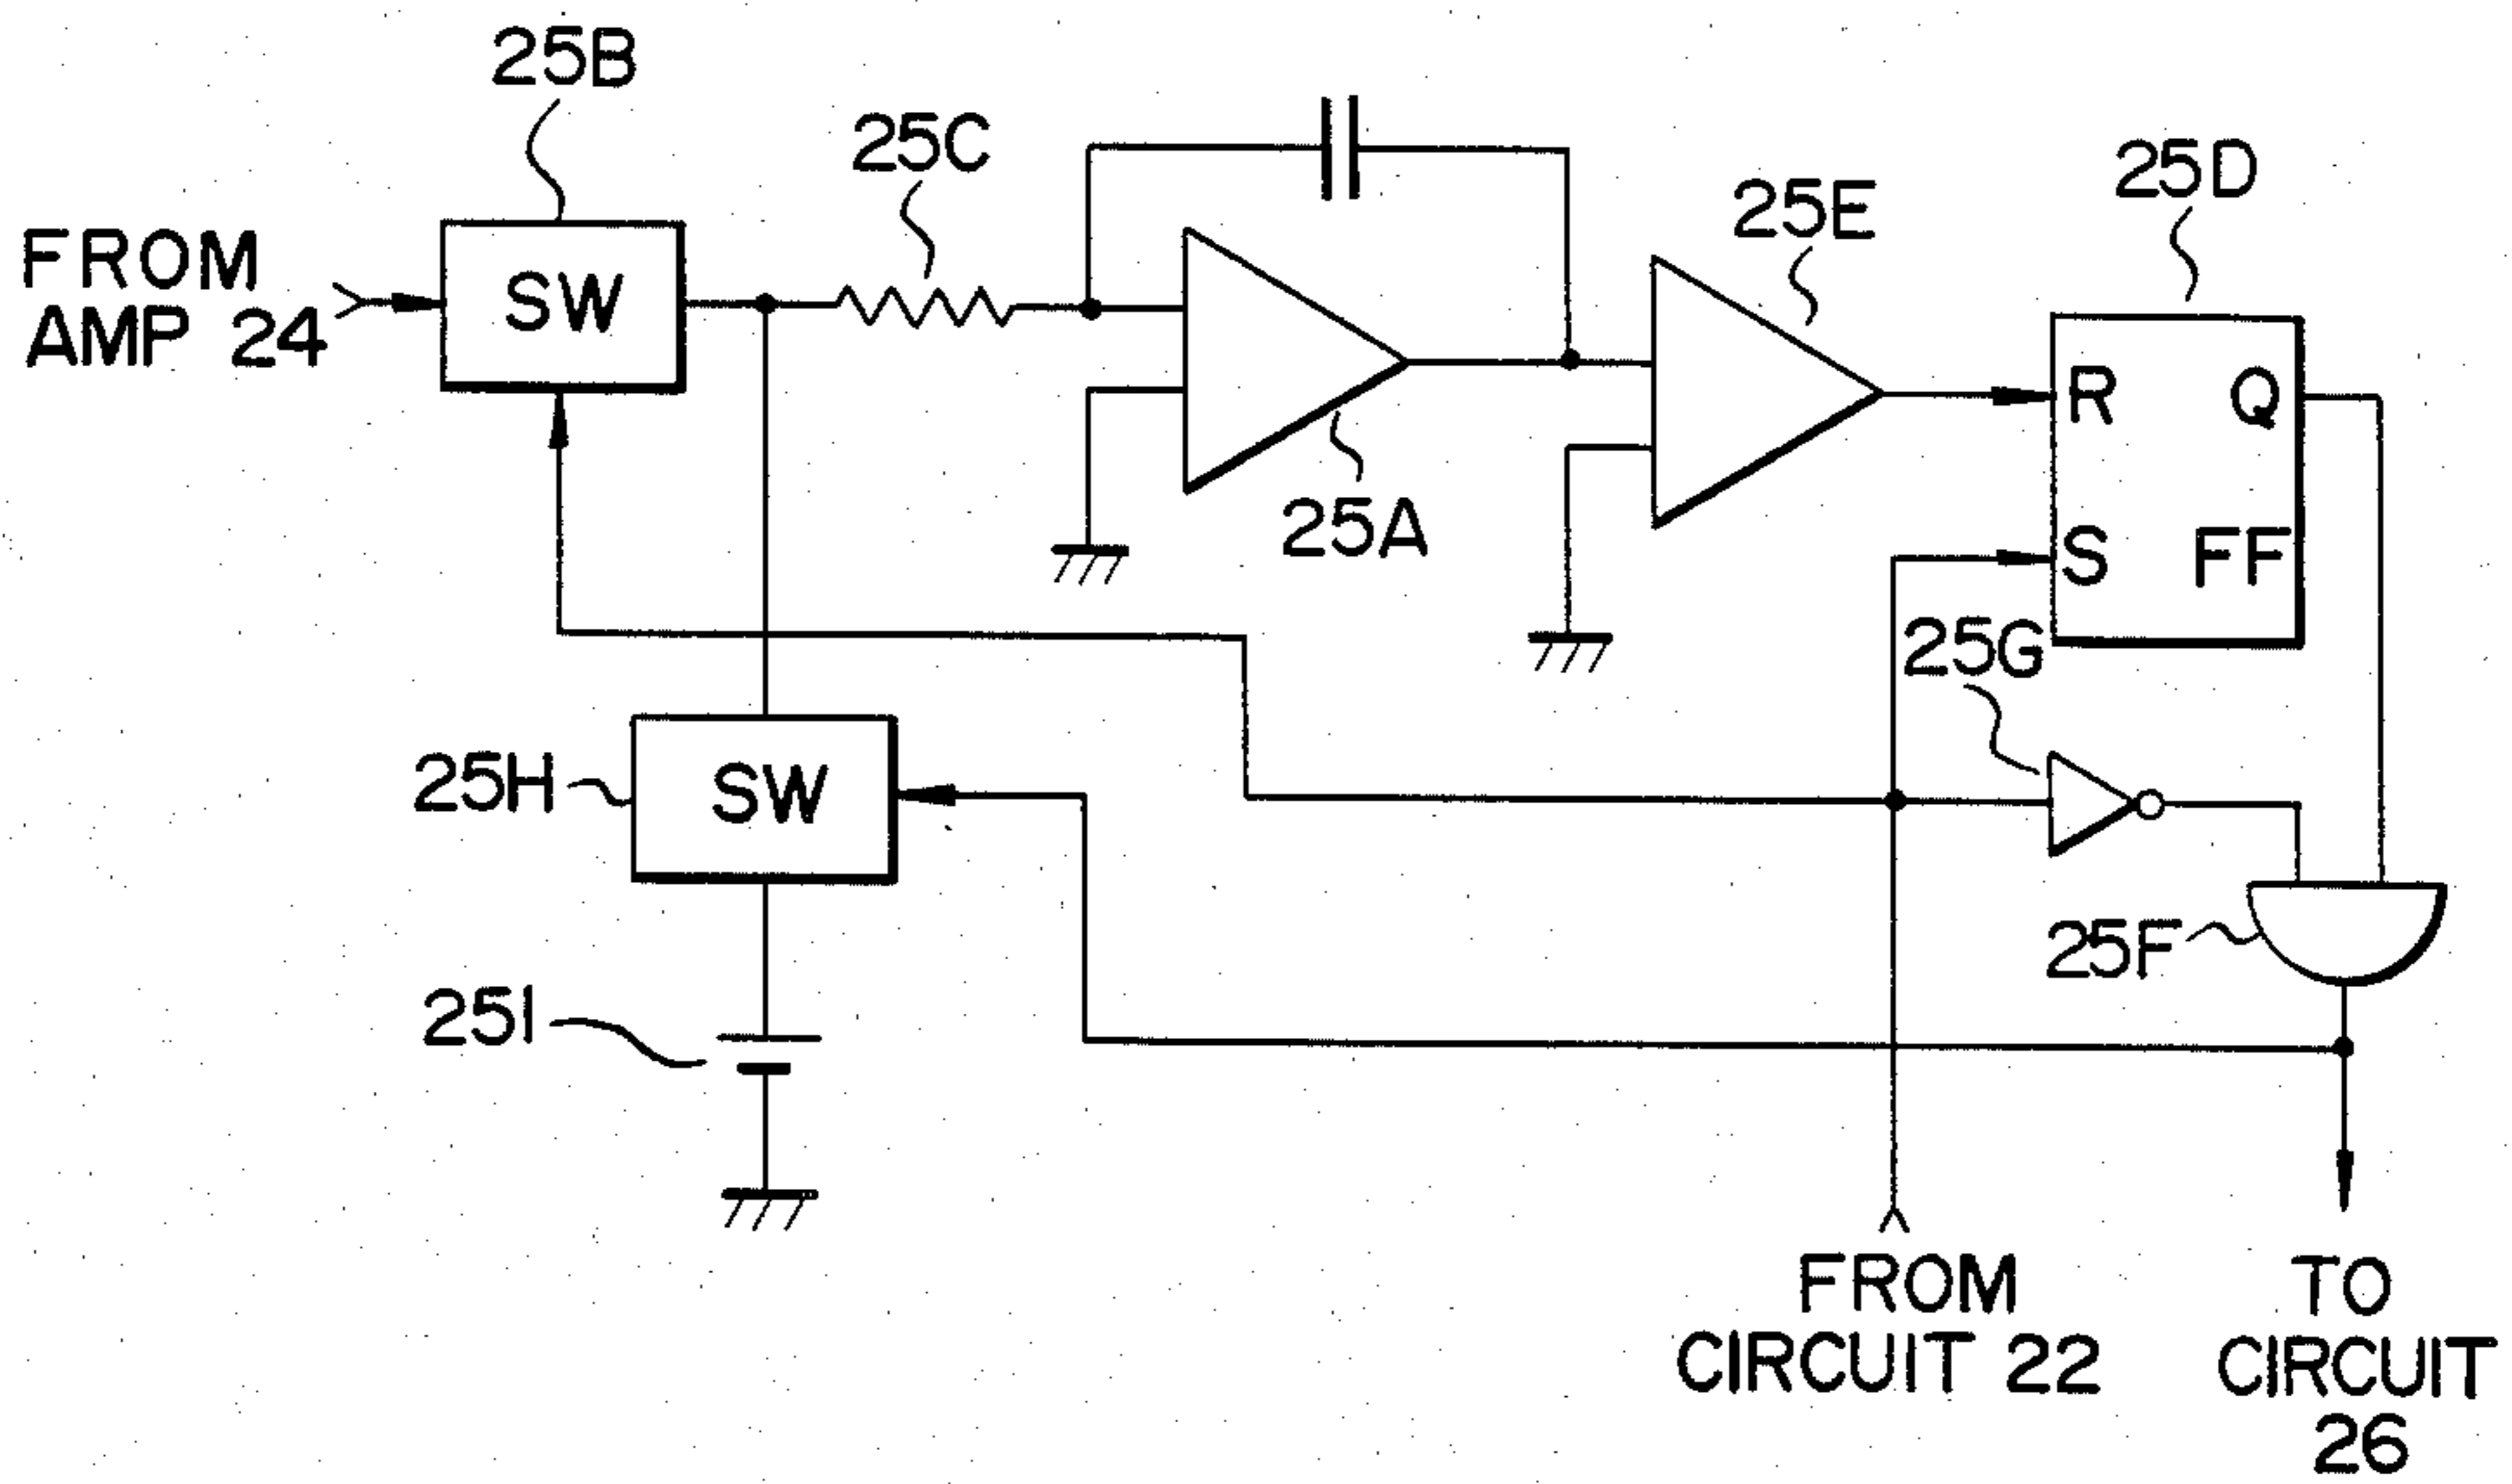 25B
25C
25D
25E
FROM
AMP 24
SW
R
Q
25A
S
FF
25G
25H
SW
25F
25I
FROM
CIRCUIT 22
TO
CIRCUIT
26